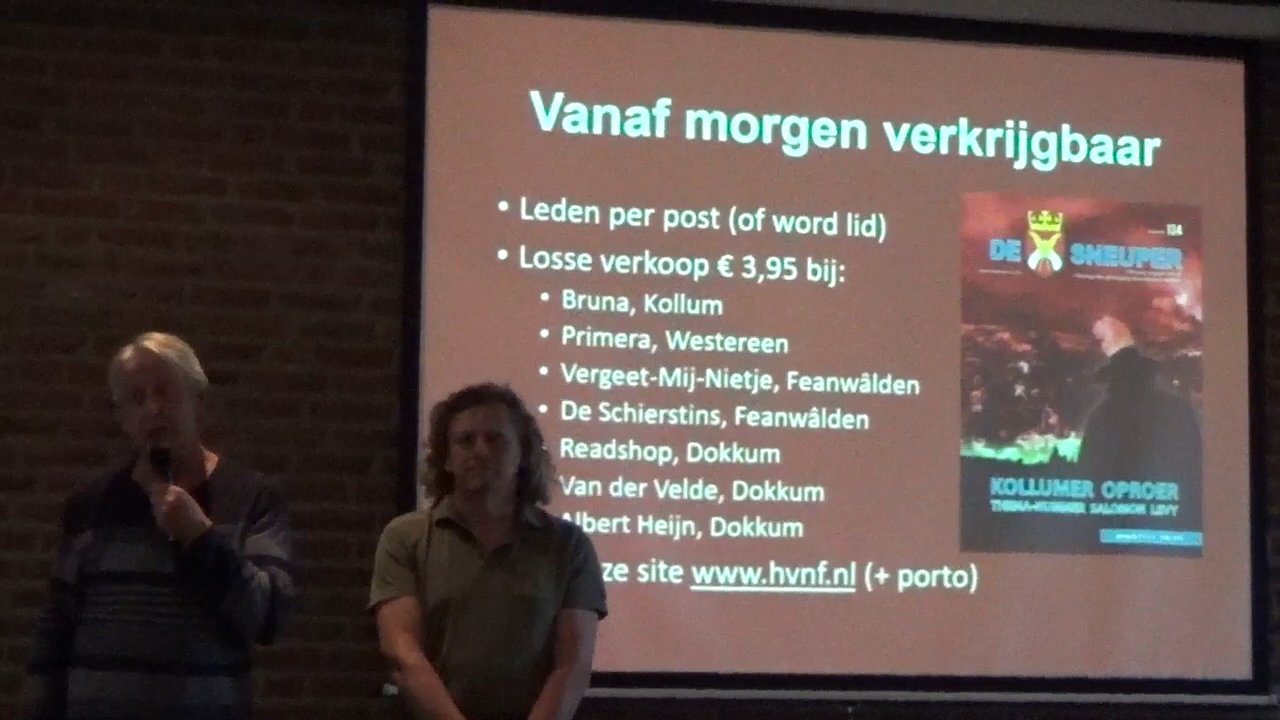 Vanaf morgen verkrijgbaar
• Leden per post (of word lid)
• Losse verkoop € 3,95 bij:
• Bruna, Kollum
• Primera, Westereen
• Vergeet-Mij-Nietje, Feanwâlden
• De Schierstins, Feanwâlden
Readshop, Dokkum
Van der Velde, Dokkum
Albert Heijn, Dokkum
ze site www.hvnf.nl (+ porto)
134
DE SNEUPER
KOLLUMER OPROER
THEMA-NUMMER SALOMON LEVY